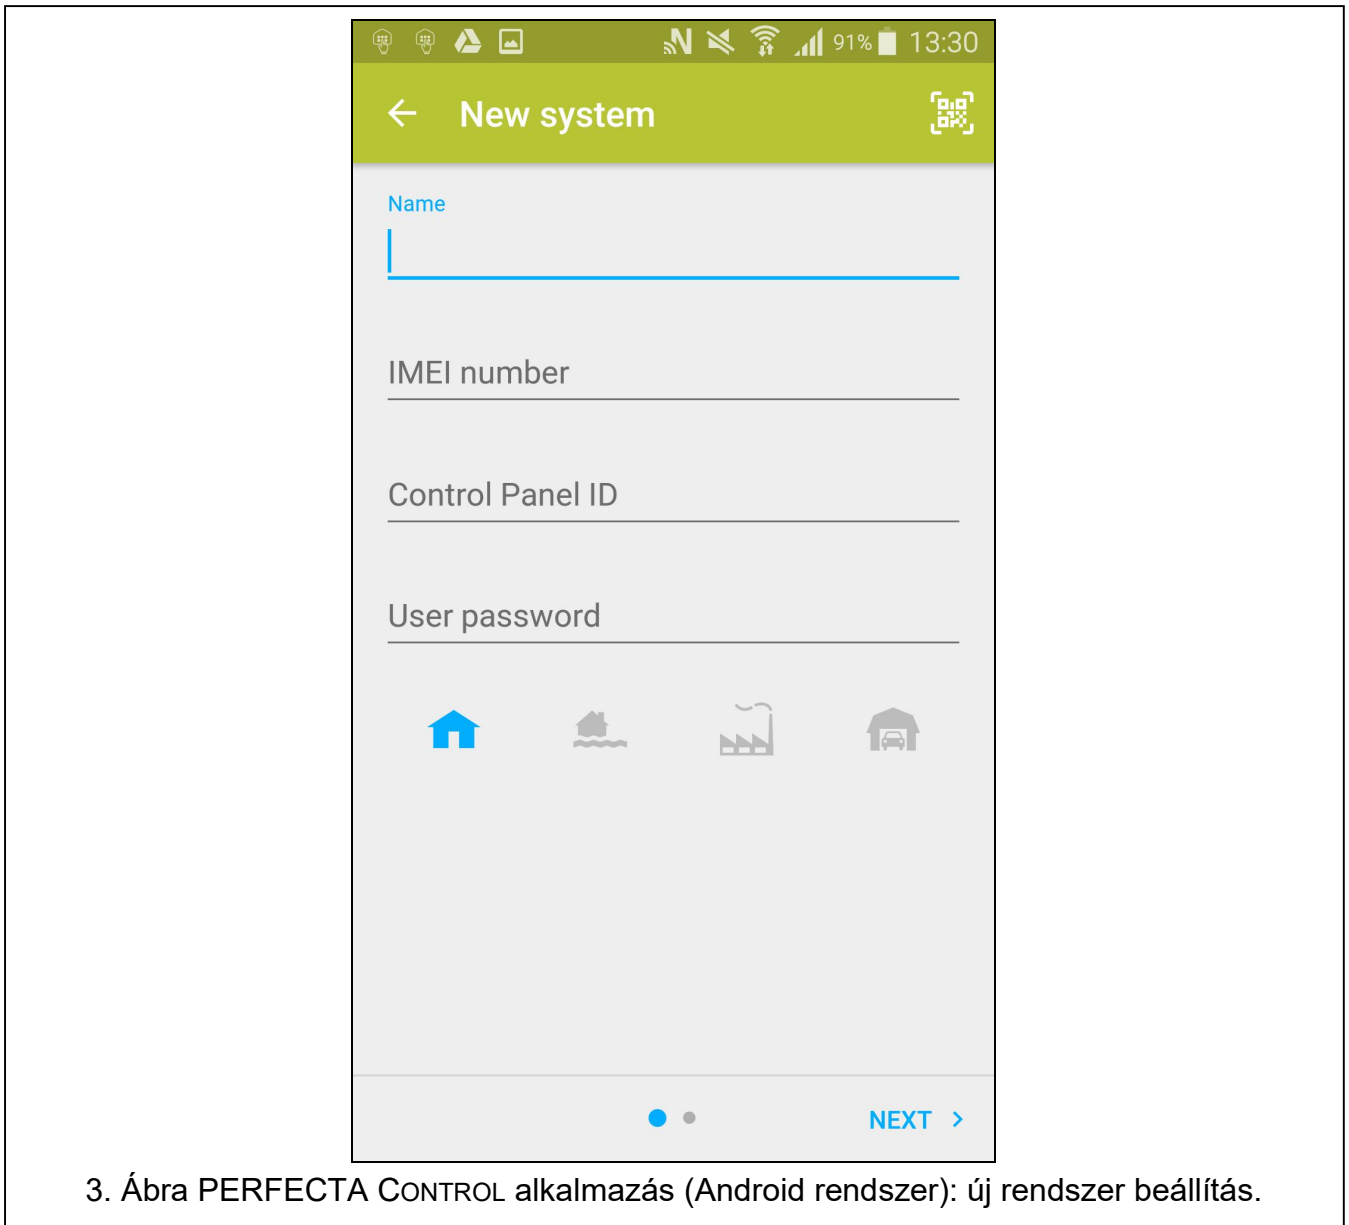 91% 13:30
New system
Name
IMEI number
Control Panel ID
User password
NEXT
3. Ábra PERFECTA CONTROL alkalmazás (Android rendszer): új rendszer beállítás.